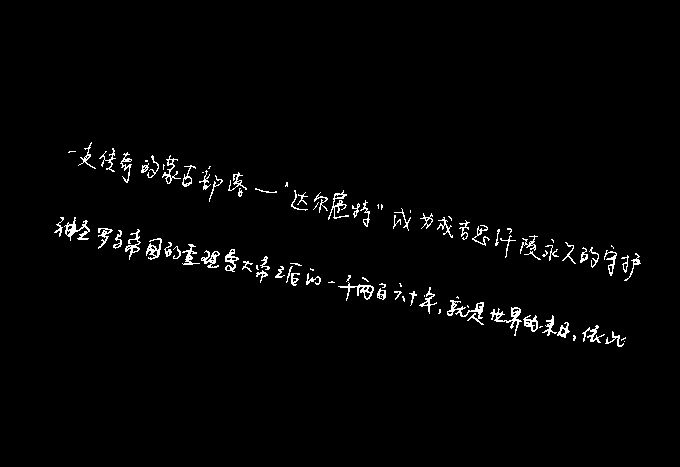 一支传奇的蒙古部落—“达尔扈特”成为成吉思汗陵永久的守护
神圣罗马帝国的查理曼大帝之后的一千两百六十年，就是世界的末日，依此